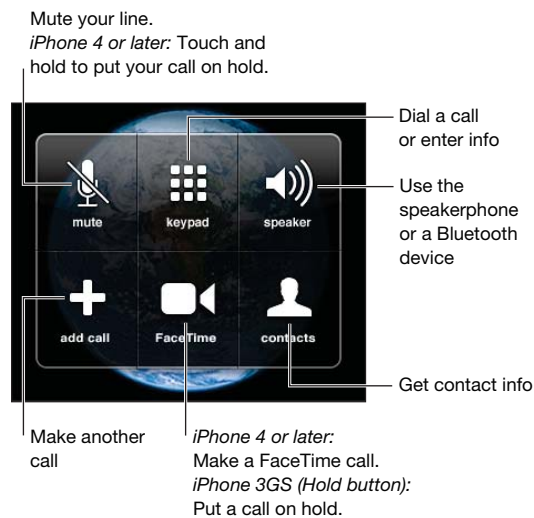 Mute your line.
iPhone 4 or later: Touch and
hold to put your call on hold.
Dial a call
or enter info
Use the
speakerphone
or a Bluetooth
device
mute
keypad
speaker
add call
FaceTime
contacts
Get contact info
Make another
call
iPhone 4 or later:
Make a FaceTime call.
iPhone 3GS (Hold button):
Put a call on hold.